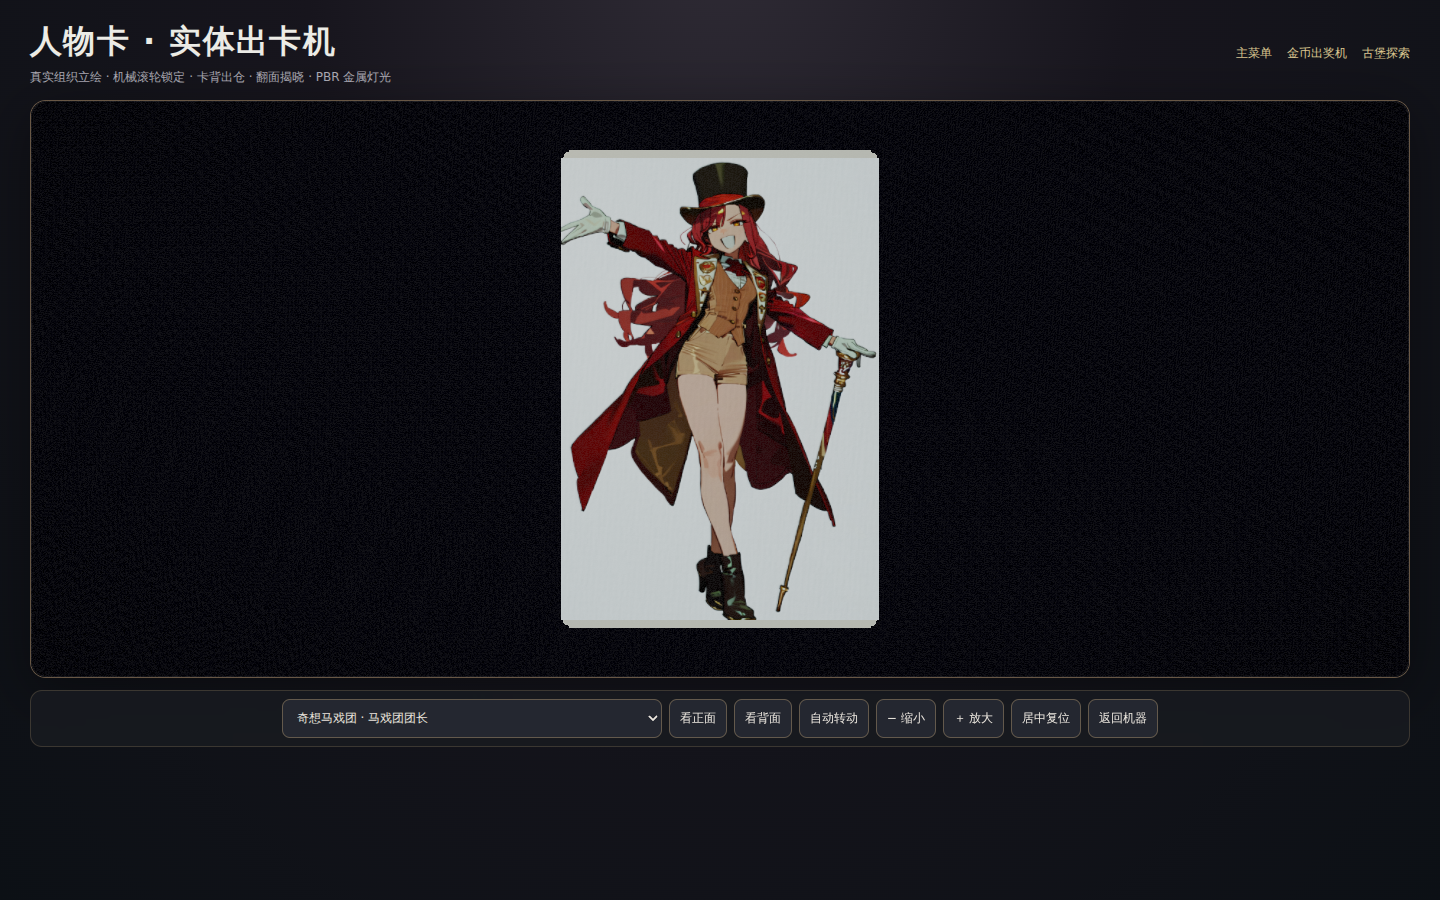 人物卡 · 实体出卡机
真实组织立绘 · 机械滚轮锁定 · 卡背出仓 · 翻面揭晓 · PBR 金属灯光
主菜单 金币出奖机 古堡探索
奇想马戏团 · 马戏团团长 看正面 看背面 自动转动 − 缩小 + 放大 居中复位 返回机器